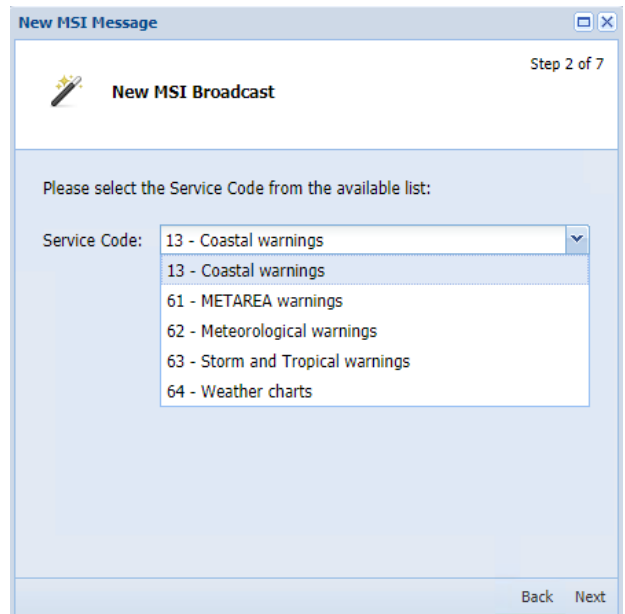 New MSI Message
Step 2 of 7
New MSI Broadcast
Please select the Service Code from the available list:
Service Code: 13 - Coastal warnings
13 - Coastal warnings
61 - METAREA warnings
62 - Meteorological warnings
63 - Storm and Tropical warnings
64 - Weather charts
Back Next